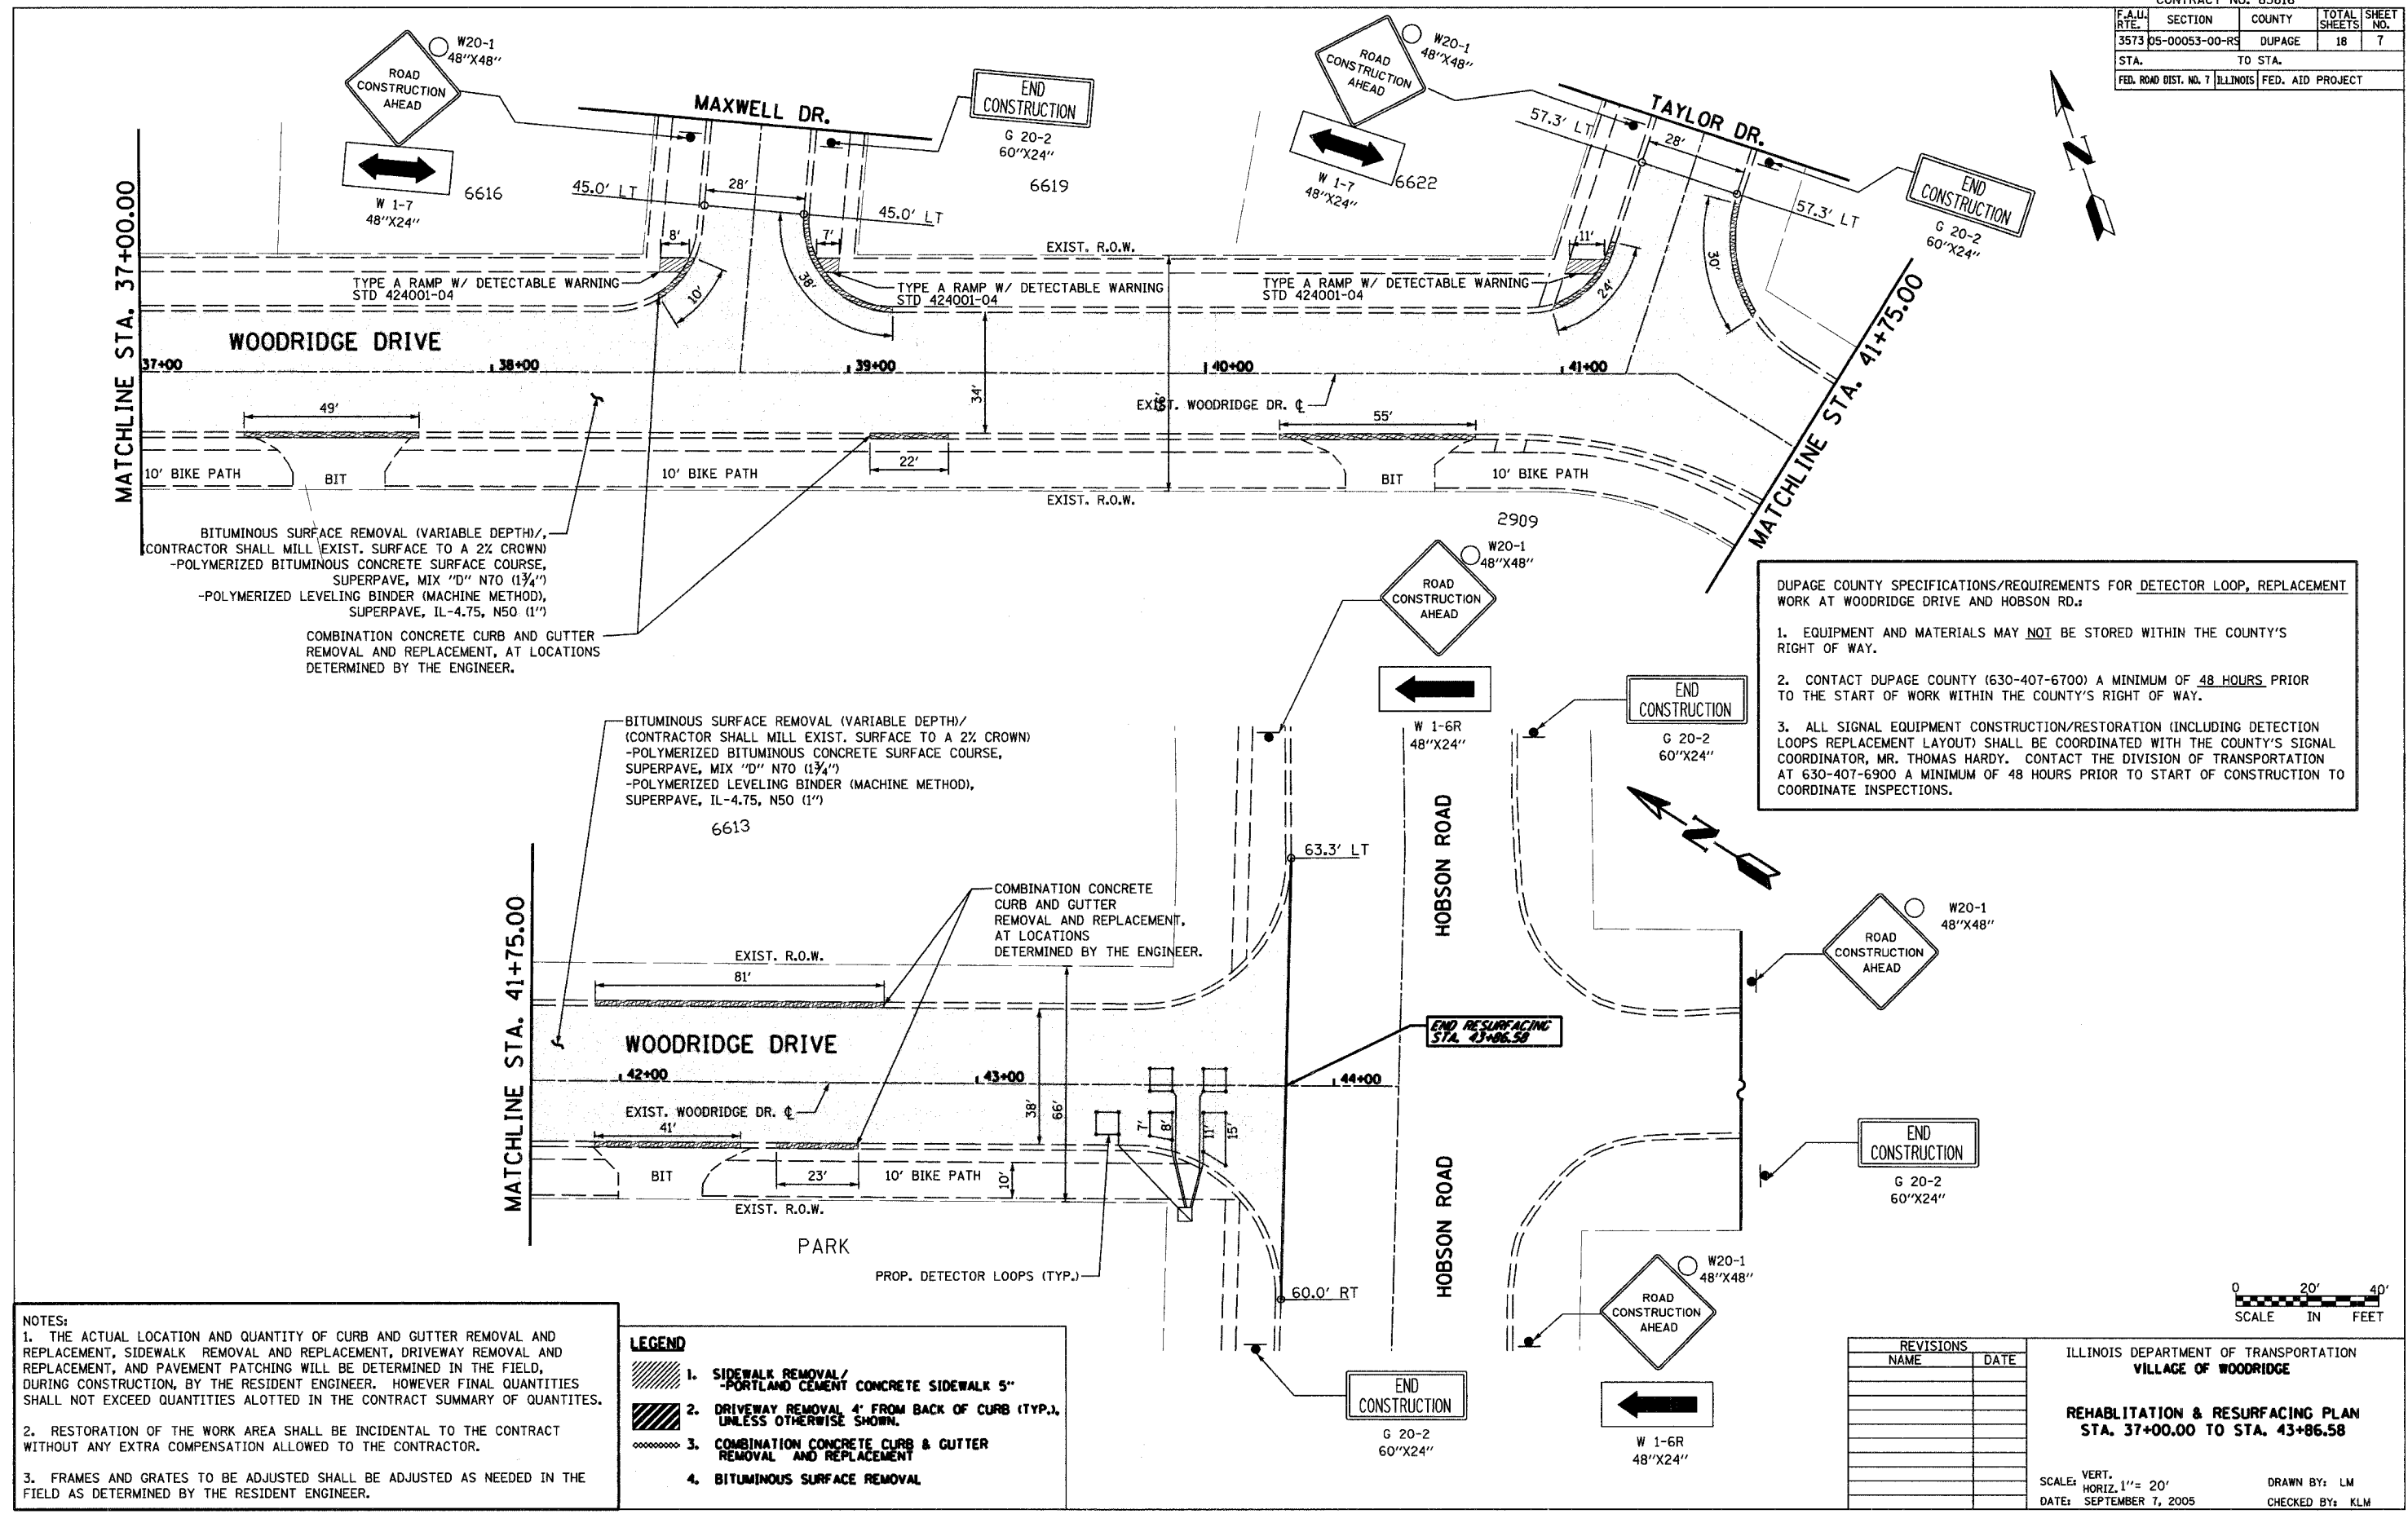 CONTRACT NO. 83816
F.A.U. RTE. SECTION COUNTY TOTAL SHEETS SHEET NO.
3573 05-00053-00-RS DUPAGE 18 7
STA. TO STA.
FED. ROAD DIST. NO. 7 ILLINOIS FED. AID PROJECT
W20-1
48"X48"
ROAD
CONSTRUCTION
AHEAD
W 1-7
48"X24"
6616
MAXWELL DR.
END
CONSTRUCTION
G 20-2
60"X24"
6619
W20-1
48"X48"
ROAD
CONSTRUCTION
AHEAD
W 1-7
48"X24"
6622
TAYLOR DR.
END
CONSTRUCTION
G 20-2
60"X24"
N
45.0' LT
28'
45.0' LT
57.3' LT
28'
57.3' LT
8'
7'
11'
10'
38'
24'
30'
EXIST. R.O.W.
TYPE A RAMP W/ DETECTABLE WARNING
STD 424001-04
TYPE A RAMP W/ DETECTABLE WARNING
STD 424001-04
TYPE A RAMP W/ DETECTABLE WARNING
STD 424001-04
MATCHLINE STA. 37+00.00
WOODRIDGE DRIVE
37+00
38+00
39+00
40+00
41+00
34'
66'
EXIST. WOODRIDGE DR. ℄
MATCHLINE STA. 41+75.00
49'
22'
55'
10' BIKE PATH
BIT
10' BIKE PATH
BIT
10' BIKE PATH
EXIST. R.O.W.
2909
BITUMINOUS SURFACE REMOVAL (VARIABLE DEPTH)/,
(CONTRACTOR SHALL MILL EXIST. SURFACE TO A 2% CROWN)
-POLYMERIZED BITUMINOUS CONCRETE SURFACE COURSE,
SUPERPAVE, MIX "D" N70 (1¾")
-POLYMERIZED LEVELING BINDER (MACHINE METHOD),
SUPERPAVE, IL-4.75, N50 (1")
COMBINATION CONCRETE CURB AND GUTTER
REMOVAL AND REPLACEMENT, AT LOCATIONS
DETERMINED BY THE ENGINEER.
W20-1
48"X48"
ROAD
CONSTRUCTION
AHEAD
W 1-6R
48"X24"
END
CONSTRUCTION
G 20-2
60"X24"
DUPAGE COUNTY SPECIFICATIONS/REQUIREMENTS FOR DETECTOR LOOP, REPLACEMENT
WORK AT WOODRIDGE DRIVE AND HOBSON RD.:
1. EQUIPMENT AND MATERIALS MAY NOT BE STORED WITHIN THE COUNTY'S
RIGHT OF WAY.
2. CONTACT DUPAGE COUNTY (630-407-6700) A MINIMUM OF 48 HOURS PRIOR
TO THE START OF WORK WITHIN THE COUNTY'S RIGHT OF WAY.
3. ALL SIGNAL EQUIPMENT CONSTRUCTION/RESTORATION (INCLUDING DETECTION
LOOPS REPLACEMENT LAYOUT) SHALL BE COORDINATED WITH THE COUNTY'S SIGNAL
COORDINATOR, MR. THOMAS HARDY. CONTACT THE DIVISION OF TRANSPORTATION
AT 630-407-6900 A MINIMUM OF 48 HOURS PRIOR TO START OF CONSTRUCTION TO
COORDINATE INSPECTIONS.
BITUMINOUS SURFACE REMOVAL (VARIABLE DEPTH)/
(CONTRACTOR SHALL MILL EXIST. SURFACE TO A 2% CROWN)
-POLYMERIZED BITUMINOUS CONCRETE SURFACE COURSE,
SUPERPAVE, MIX "D" N70 (1¾")
-POLYMERIZED LEVELING BINDER (MACHINE METHOD),
SUPERPAVE, IL-4.75, N50 (1")
6613
N
HOBSON ROAD
63.3' LT
COMBINATION CONCRETE
CURB AND GUTTER
REMOVAL AND REPLACEMENT,
AT LOCATIONS
DETERMINED BY THE ENGINEER.
W20-1
48"X48"
ROAD
CONSTRUCTION
AHEAD
MATCHLINE STA. 41+75.00
EXIST. R.O.W.
81'
WOODRIDGE DRIVE
END RESURFACING
STA. 43+86.58
42+00
43+00
44+00
EXIST. WOODRIDGE DR. ℄
38'
66'
7'
8'
11'
15'
41'
BIT
23'
10' BIKE PATH
10'
EXIST. R.O.W.
PARK
PROP. DETECTOR LOOPS (TYP.)
HOBSON ROAD
60.0' RT
END
CONSTRUCTION
G 20-2
60"X24"
W20-1
48"X48"
ROAD
CONSTRUCTION
AHEAD
W 1-6R
48"X24"
END
CONSTRUCTION
G 20-2
60"X24"
0 20' 40'
SCALE IN FEET
NOTES:
1. THE ACTUAL LOCATION AND QUANTITY OF CURB AND GUTTER REMOVAL AND
REPLACEMENT, SIDEWALK REMOVAL AND REPLACEMENT, DRIVEWAY REMOVAL AND
REPLACEMENT, AND PAVEMENT PATCHING WILL BE DETERMINED IN THE FIELD,
DURING CONSTRUCTION, BY THE RESIDENT ENGINEER. HOWEVER FINAL QUANTITIES
SHALL NOT EXCEED QUANTITIES ALOTTED IN THE CONTRACT SUMMARY OF QUANTITES.
2. RESTORATION OF THE WORK AREA SHALL BE INCIDENTAL TO THE CONTRACT
WITHOUT ANY EXTRA COMPENSATION ALLOWED TO THE CONTRACTOR.
3. FRAMES AND GRATES TO BE ADJUSTED SHALL BE ADJUSTED AS NEEDED IN THE
FIELD AS DETERMINED BY THE RESIDENT ENGINEER.
LEGEND
1. SIDEWALK REMOVAL/
-PORTLAND CEMENT CONCRETE SIDEWALK 5"
2. DRIVEWAY REMOVAL 4' FROM BACK OF CURB (TYP.),
UNLESS OTHERWISE SHOWN.
3. COMBINATION CONCRETE CURB & GUTTER
REMOVAL AND REPLACEMENT
4. BITUMINOUS SURFACE REMOVAL
REVISIONS
NAME DATE
ILLINOIS DEPARTMENT OF TRANSPORTATION
VILLAGE OF WOODRIDGE
REHABLITATION & RESURFACING PLAN
STA. 37+00.00 TO STA. 43+86.58
SCALE: VERT.
HORIZ. 1"= 20'
DATE: SEPTEMBER 7, 2005
DRAWN BY: LM
CHECKED BY: KLM